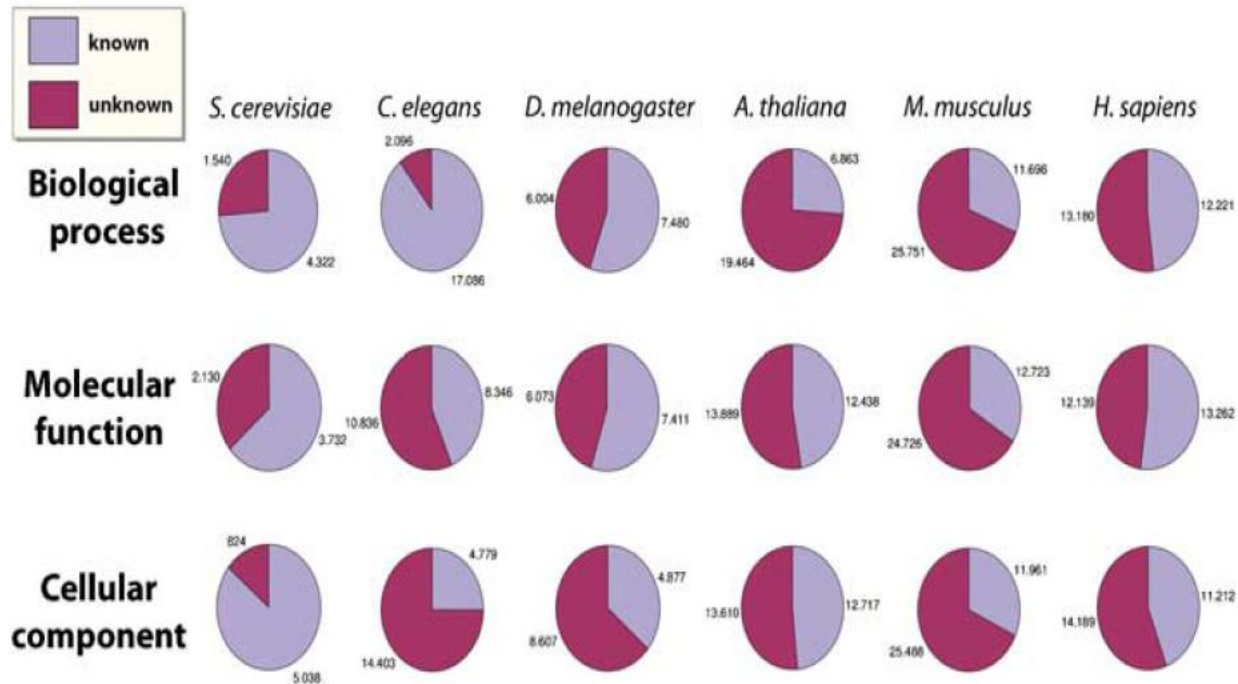 known
unknown
S. cerevisiae C. elegans D. melanogaster A. thaliana M. musculus H. sapiens
Biological
process
1.540 4.322
2.096 17.086
6.004 7.480
6.863 19.464
11.696 25.751
13.180 12.221
Molecular
function
2.130 3.732
10.836 8.346
6.073 7.411
13.889 12.438
12.723 24.726
12.139 13.262
Cellular
component
824 5.038
4.779 14.403
4.877 8.607
13.610 12.717
11.961 25.488
14.189 11.212